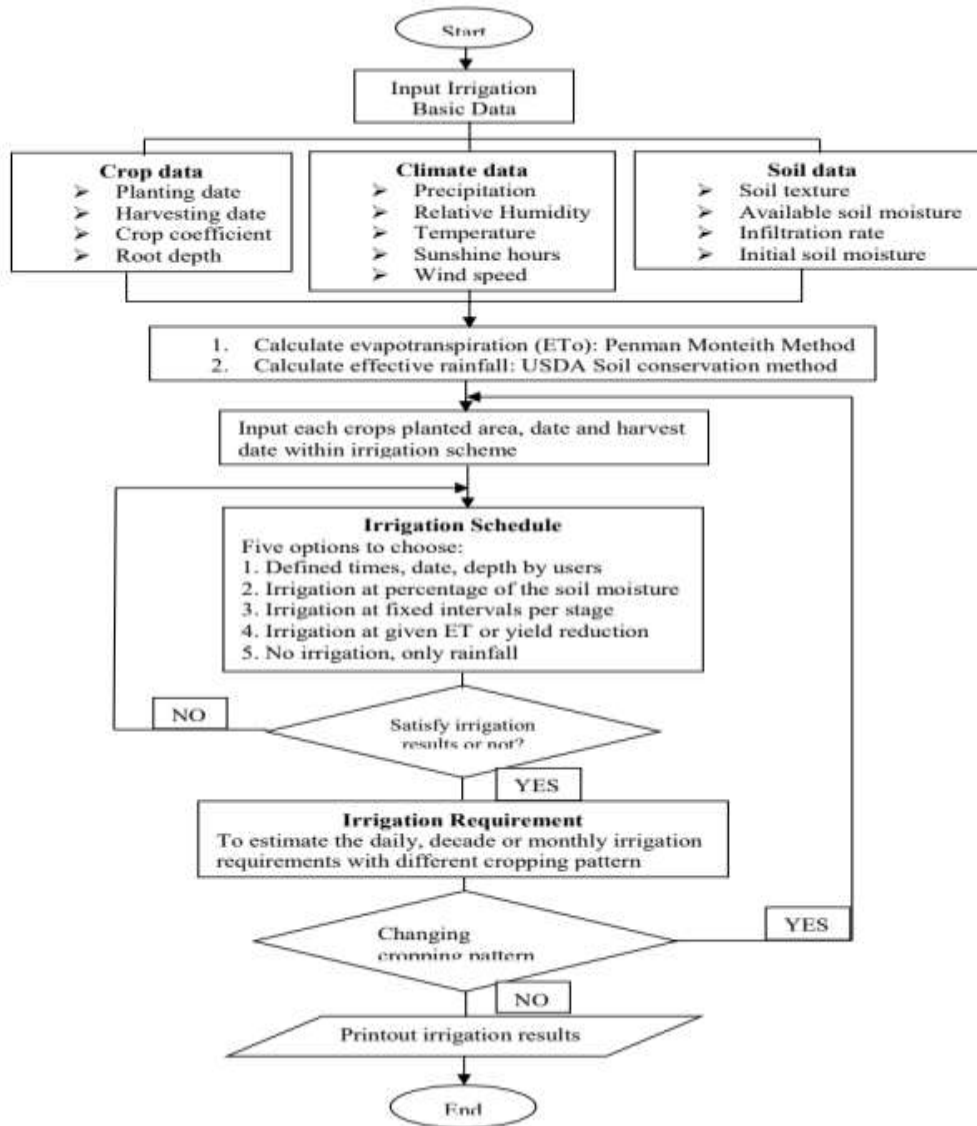 Start
Input Irrigation
Basic Data
Crop data
➢ Planting date
➢ Harvesting date
➢ Crop coefficient
➢ Root depth
Climate data
➢ Precipitation
➢ Relative Humidity
➢ Temperature
➢ Sunshine hours
➢ Wind speed
Soil data
➢ Soil texture
➢ Available soil moisture
➢ Infiltration rate
➢ Initial soil moisture
1. Calculate evapotranspiration (ETo): Penman Monteith Method
2. Calculate effective rainfall: USDA Soil conservation method
Input each crops planted area, date and harvest
date within irrigation scheme
Irrigation Schedule
Five options to choose:
1. Defined times, date, depth by users
2. Irrigation at percentage of the soil moisture
3. Irrigation at fixed intervals per stage
4. Irrigation at given ET or yield reduction
5. No irrigation, only rainfall
NO
Satisfy irrigation
results or not?
YES
Irrigation Requirement
To estimate the daily, decade or monthly irrigation
requirements with different cropping pattern
Changing
cropping pattern
YES
NO
Printout irrigation results
End